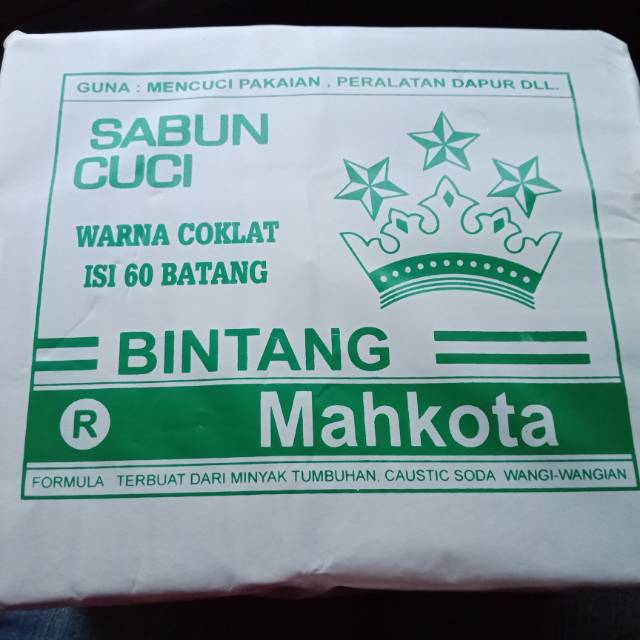 GUNA : MENCUCI PAKAIAN , PERALATAN DAPUR DLL.
SABUN
CUCI
WARNA COKLAT
ISI 60 BATANG
BINTANG
® Mahkota
FORMULA TERBUAT DARI MINYAK TUMBUHAN, CAUSTIC SODA WANGI-WANGIAN